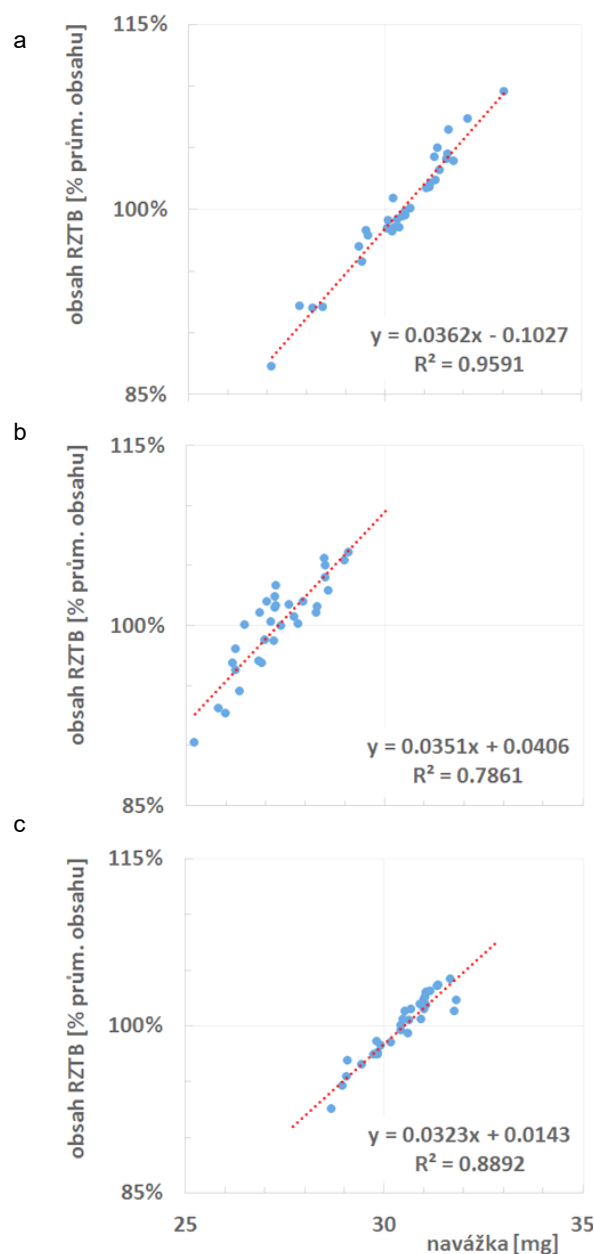 a
115%
obsah RZTB [% prům. obsahu]
100%
y = 0.0362x - 0.1027
R² = 0.9591
85%
b
115%
obsah RZTB [% prům. obsahu]
100%
y = 0.0351x + 0.0406
R² = 0.7861
85%
c
115%
obsah RZTB [% prům. obsahu]
100%
y = 0.0323x + 0.0143
R² = 0.8892
85%
25 30 35
navážka [mg]